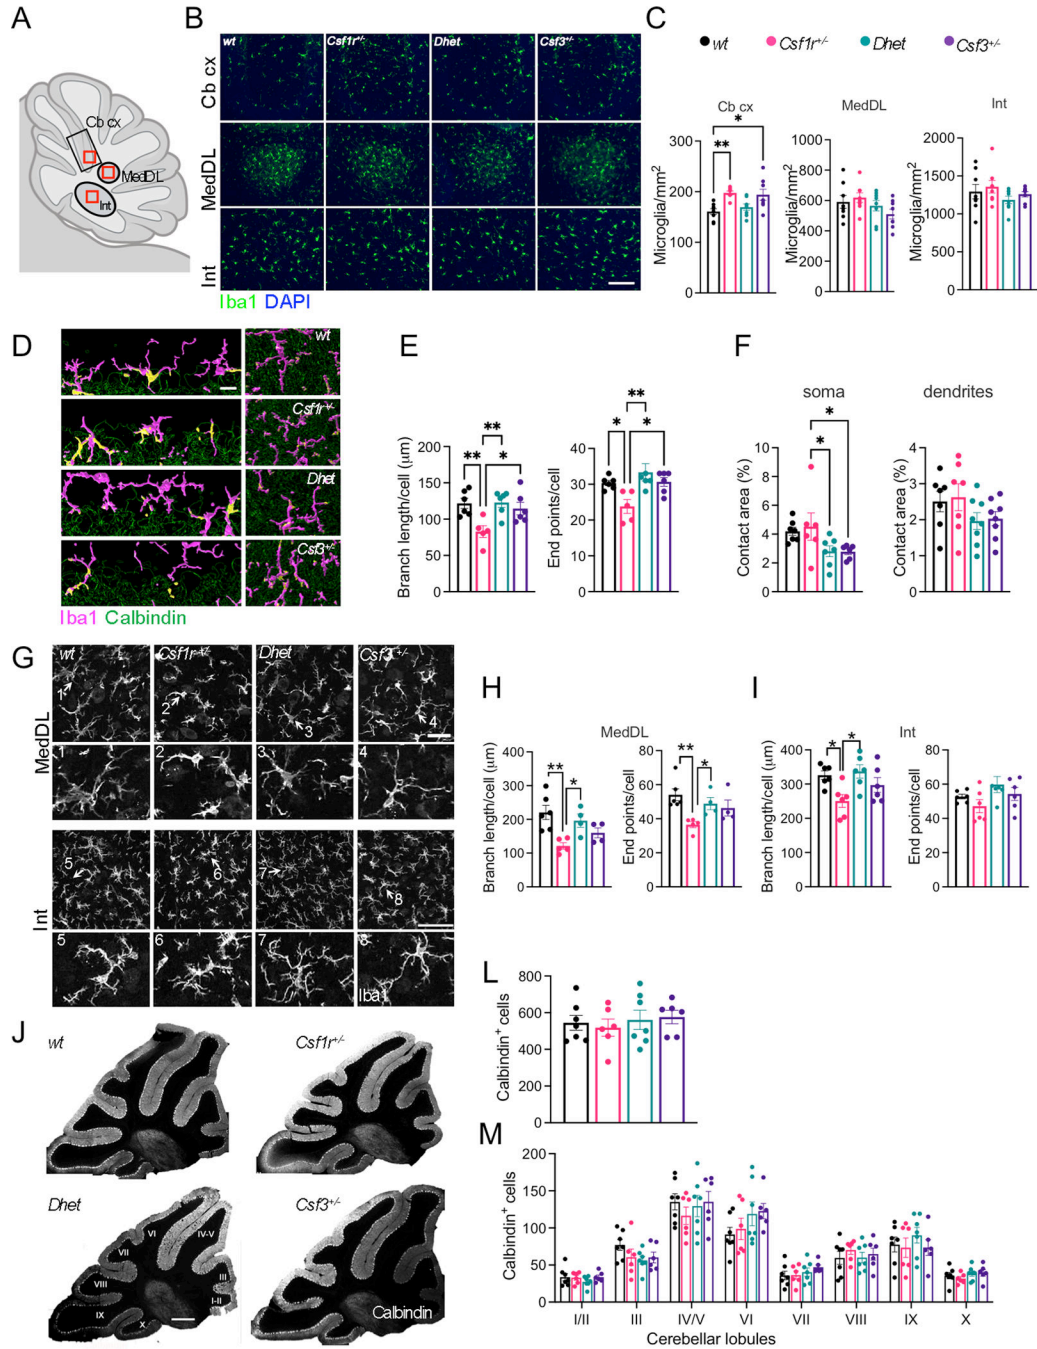 A
Cb cx
MedDL
Int
B
wt
Csf1r+/-
Dhet
Csf3+/-
Cb cx
MedDL
Int
Iba1 DAPI
C
wt
Csf1r+/-
Dhet
Csf3+/-
Cb cx
Microglia/mm2
300
200
100
0
**
*
MedDL
Microglia/mm2
1000
800
600
400
200
0
Int
Microglia/mm2
2000
1500
1000
500
0
D
wt
Csf1r+/-
Dhet
Csf3+/-
Iba1 Calbindin
E
Branch length/cell (μm)
200
150
100
50
0
**
**
*
End points/cell
40
30
20
10
0
*
**
*
F
soma
Contact area (%)
10
8
6
4
2
0
*
*
dendrites
Contact area (%)
4
3
2
1
0
G
MedDL
wt
Csf1r+/-
Dhet
Csf3+/-
1
2
3
4
1
2
3
4
Int
5
6
7
8
5
6
7
8
Iba1
H
MedDL
Branch length/cell (μm)
400
300
200
100
0
**
*
End points/cell
80
60
40
20
0
**
*
I
Int
Branch length/cell (μm)
400
300
200
100
0
*
*
End points/cell
80
60
40
20
0
J
wt
Csf1r+/-
Dhet
VI
IV-V
VII
VIII
III
I-II
IX
X
Csf3+/-
Calbindin
L
Calbindin+ cells
800
600
400
200
0
M
Calbindin+ cells
200
150
100
50
0
I/II III IV/V VI VII VIII IX X
Cerebellar lobules